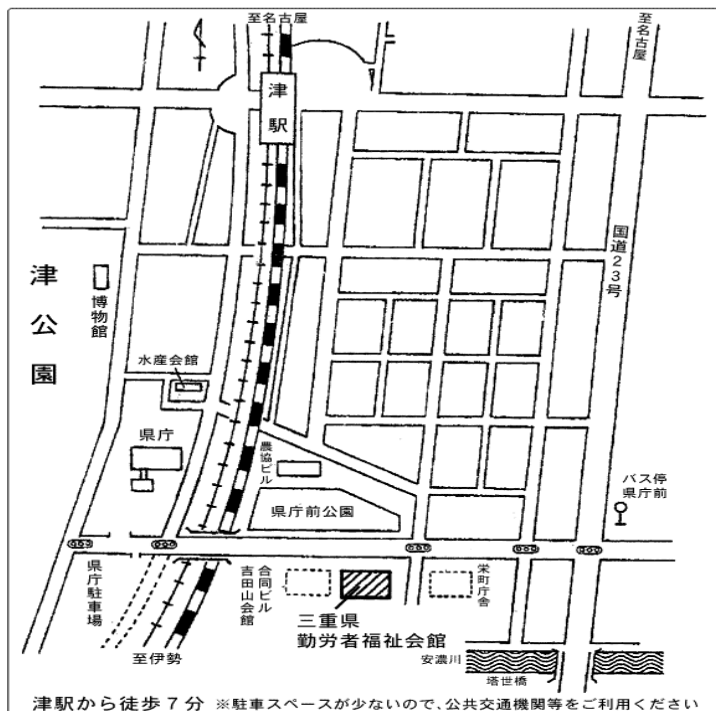 至名古屋
至名古屋
津駅
国道23号
津公園
博物館
水産会館
県庁
農協ビル
県庁前公園
バス停
県庁前
県庁駐車場
合同ビル
吉田山会館
栄町庁舎
三重県
勤労者福祉会館
至伊勢
安濃川
塔世橋
津駅から徒歩7分 ※駐車スペースが少ないので、公共交通機関等をご利用ください